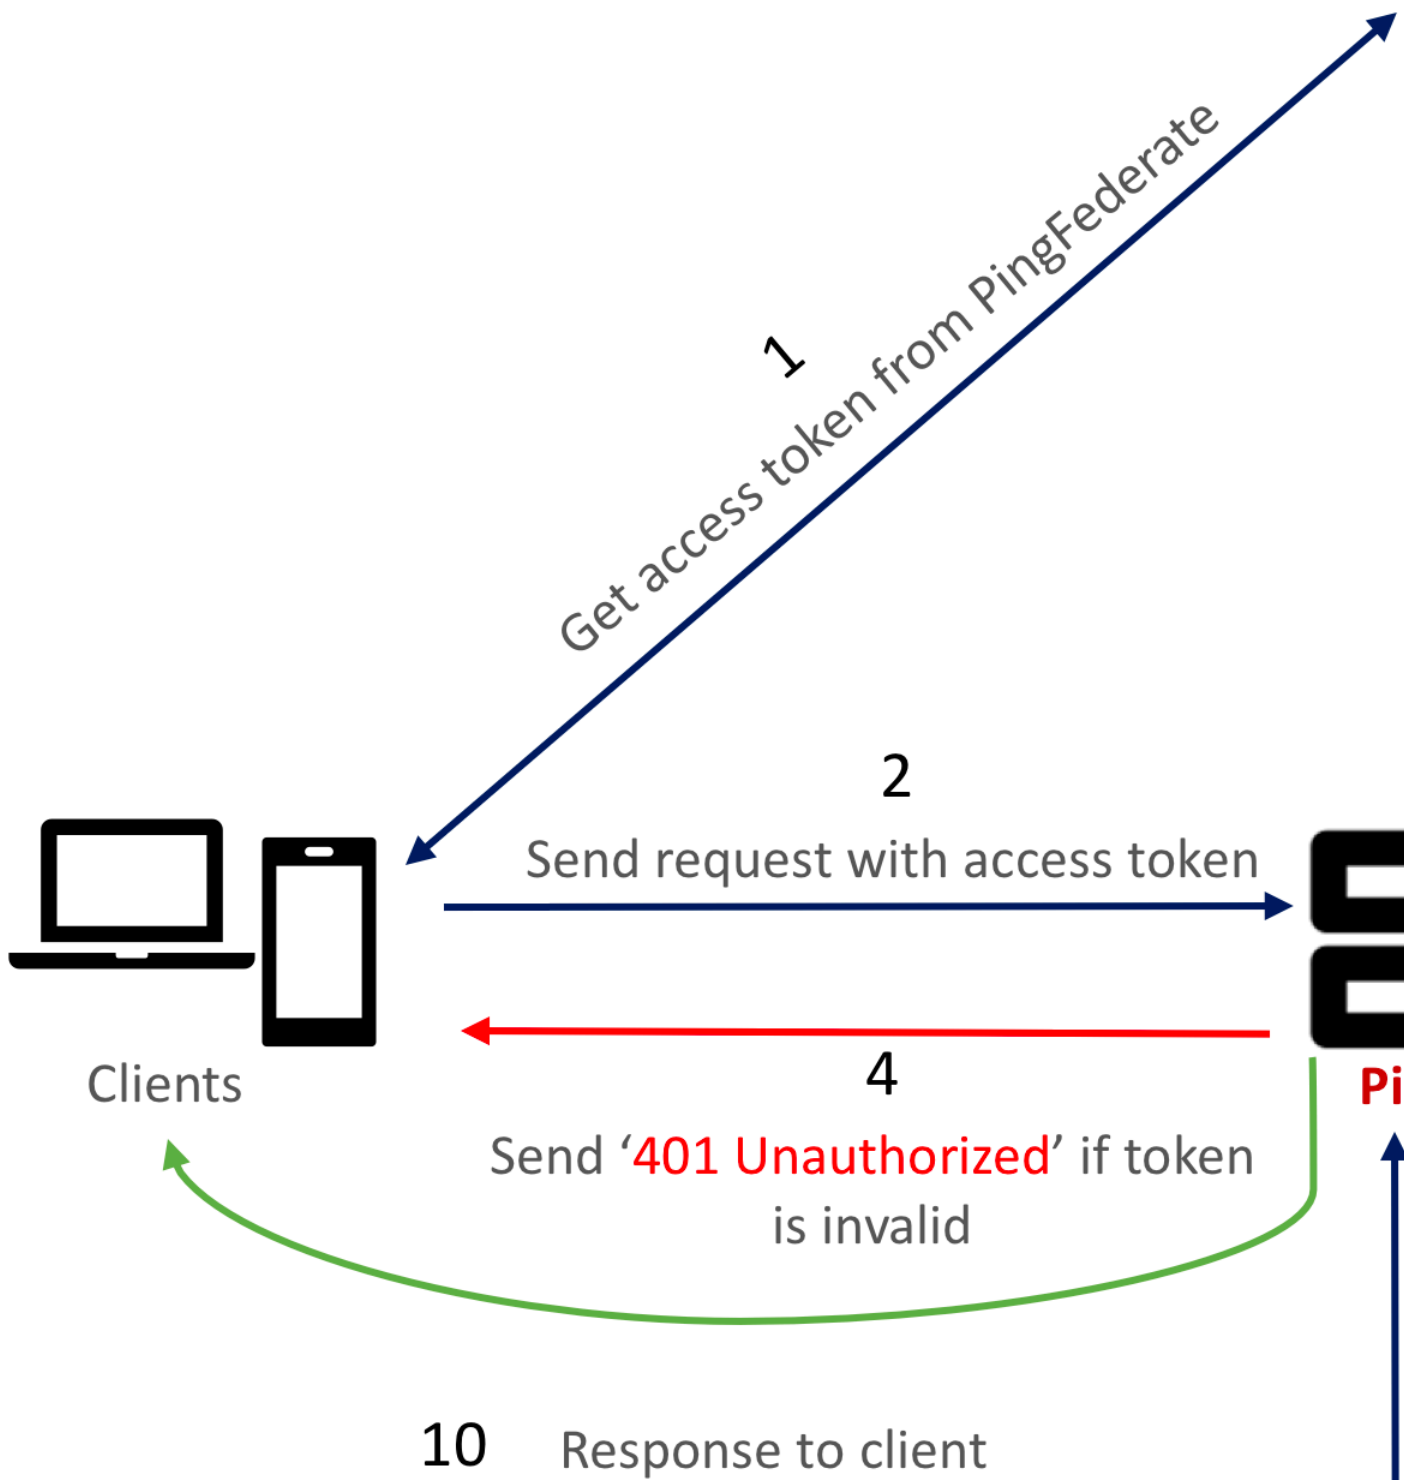 1
Get access token from PingFederate
2
Send request with access token
4
Send ‘401 Unauthorized’ if token
is invalid
Clients
Pi
10 Response to client